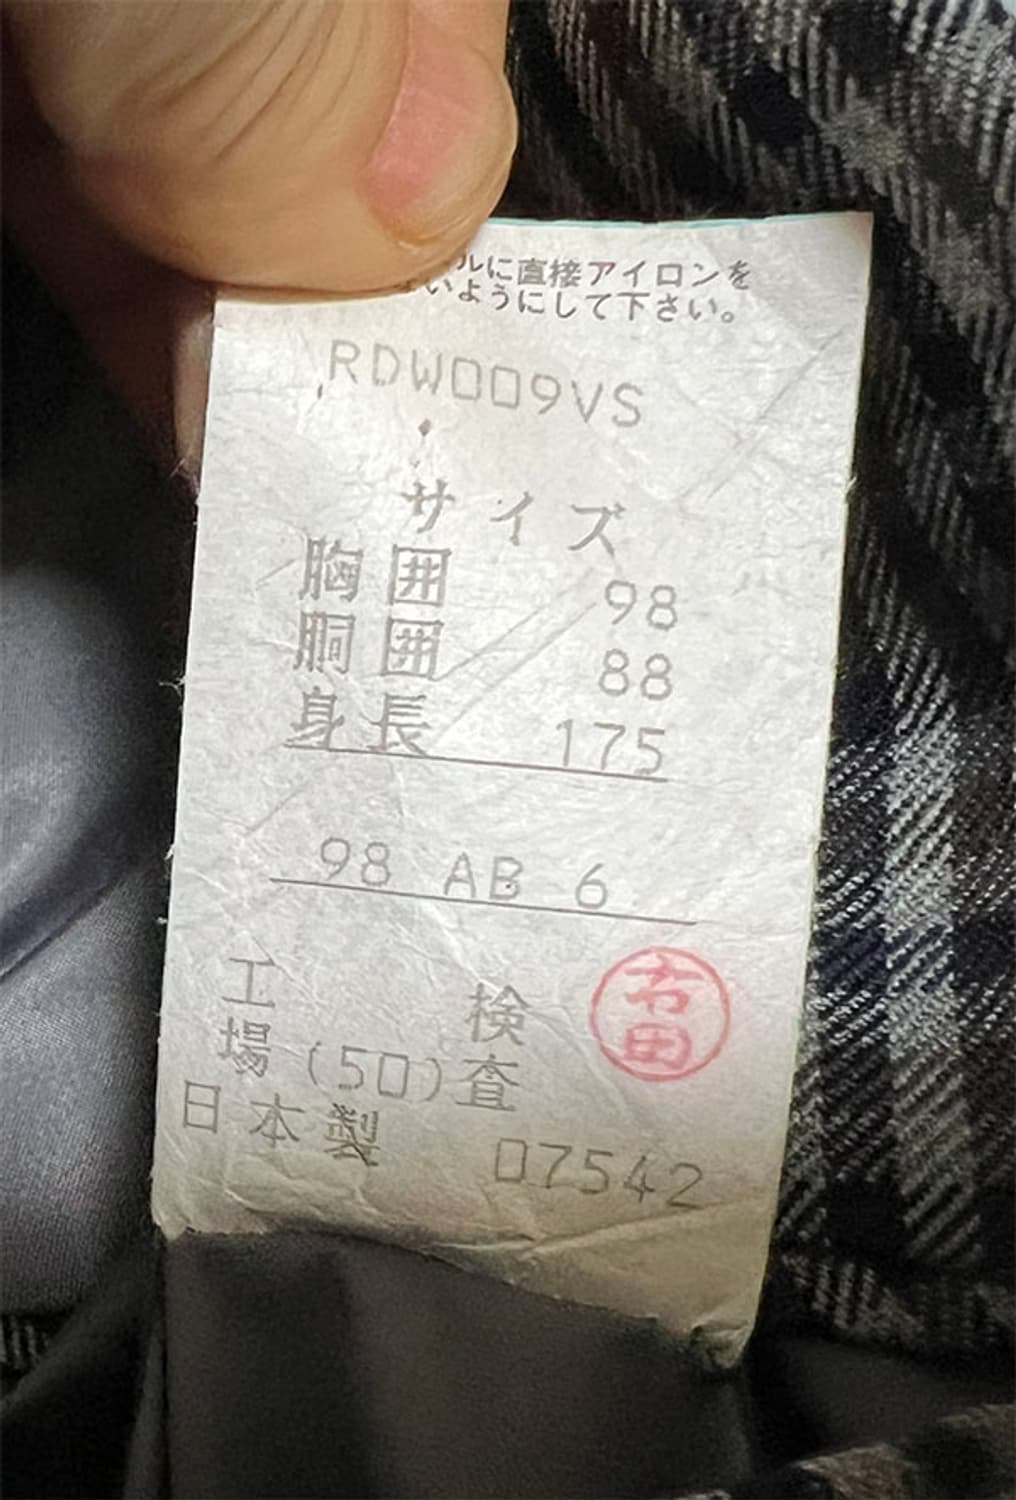 ルに直接アイロンを
いようにして下さい。
RDW009VS
サイズ
胸囲 98
胴囲 88
身長 175
98 AB 6
工場 (50) 検査
右田
日本製 07542